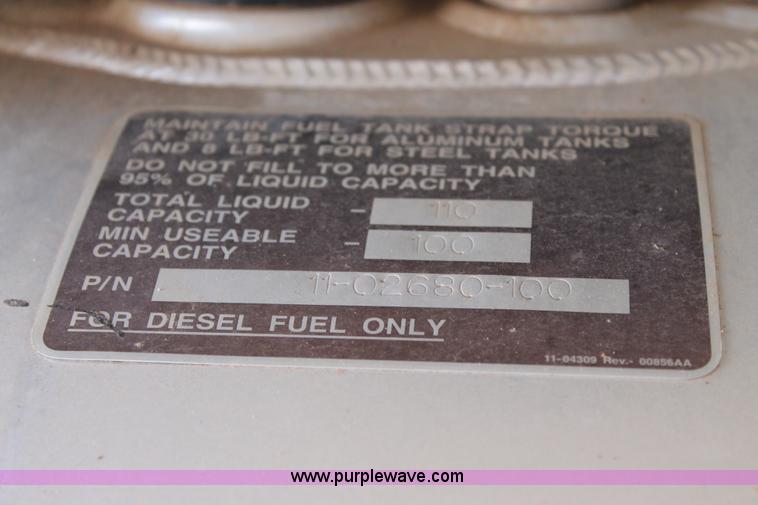 MAINTAIN FUEL TANK STRAP TORQUE
AT 30 LB-FT FOR ALUMINUM TANKS
AND 8 LB-FT FOR STEEL TANKS
DO NOT FILL TO MORE THAN
95% OF LIQUID CAPACITY
TOTAL LIQUID
CAPACITY - 110
MIN USEABLE
CAPACITY - 100
P/N 11-02680-100
FOR DIESEL FUEL ONLY
11-04309 Rev.- 00856AA
www.purplewave.com